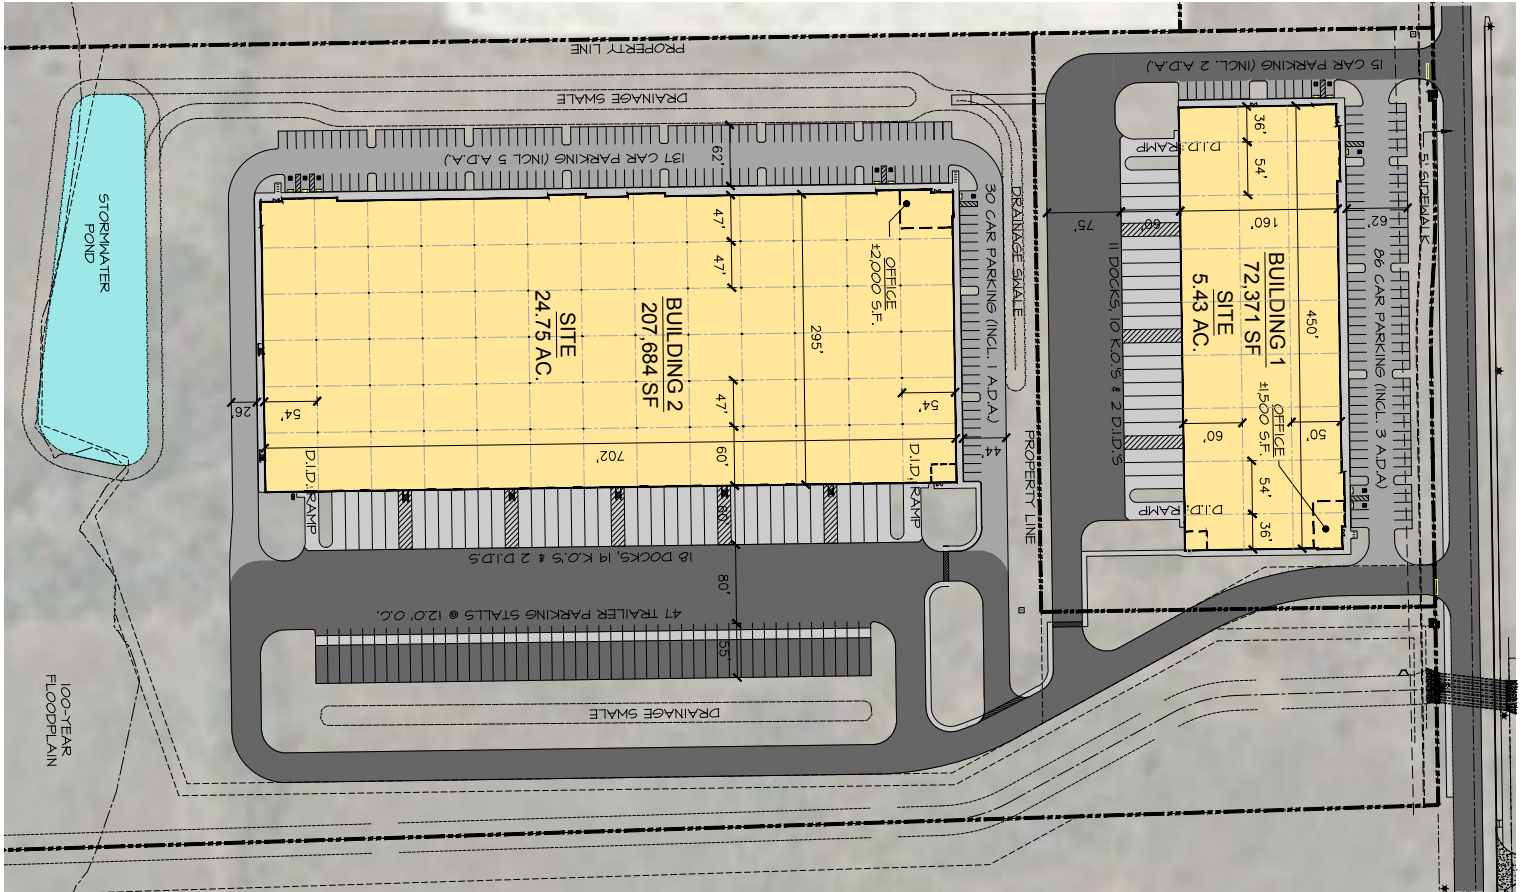 PROPERTY LINE
DRAINAGE SWALE
137 CAR PARKING (INCL 5 A.D.A.)
62'
STORMWATER
POND
47'
47'
OFFICE
±2,000 S.F.
BUILDING 2
207,684 SF
SITE
24.75 AC.
295'
47'
54'
54'
26'
60'
702'
44'
30 CAR PARKING (INCL. 1 A.D.A.)
DRAINAGE SWALE
PROPERTY LINE
D.I.D. RAMP
D.I.D. RAMP
18 DOCKS, 19 K.O.'S & 2 D.I.D.S
80'
47 TRAILER PARKING STALLS @ 12.0' O.C.
55'
DRAINAGE SWALE
100-YEAR
FLOODPLAIN
15 CAR PARKING (INCL. 2 A.D.A.)
36'
D.I.D. RAMP
54'
75'
60'
160'
62'
5' SIDEWALK
11 DOCKS, 10 K.O.'S & 2 D.I.D.S
BUILDING 1
72,371 SF
SITE
5.43 AC.
450'
86 CAR PARKING (INCL. 3 A.D.A)
OFFICE
±1,500 S.F.
60'
50'
54'
D.I.D. RAMP
36'